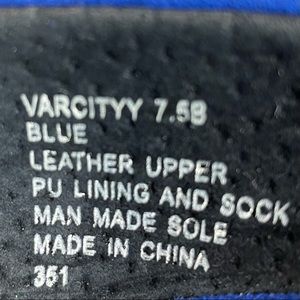 VARCITYY 7.5B
BLUE
LEATHER UPPER
PU LINING AND SOCK
MAN MADE SOLE
MADE IN CHINA
351